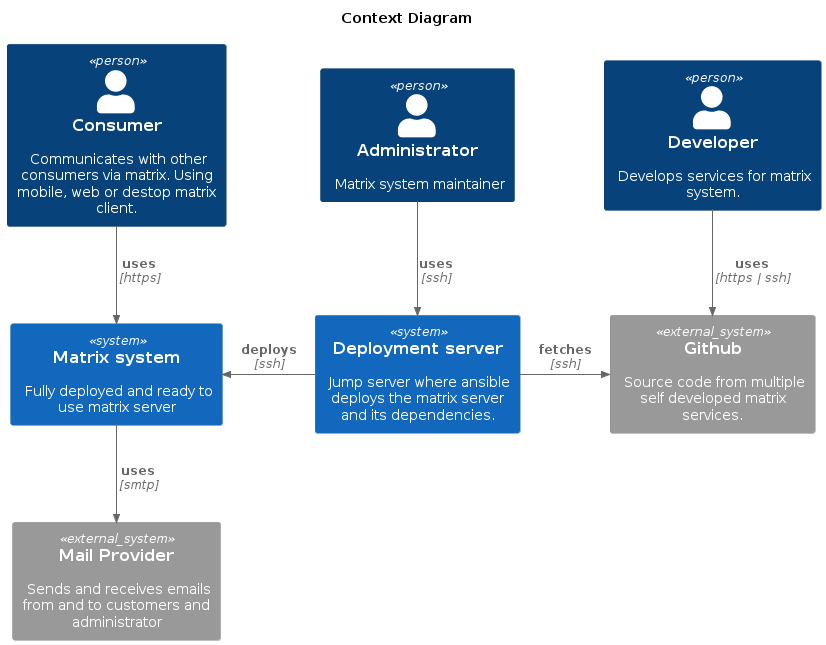 Context Diagram
«person»
Consumer
Communicates with other
consumers via matrix. Using
mobile, web or destop matrix
client.
«person»
Administrator
Matrix system maintainer
«person»
Developer
Develops services for matrix
system.
uses
[https]
uses
[ssh]
uses
[https | ssh]
«system»
Matrix system
Fully deployed and ready to
use matrix server
deploys
[ssh]
«system»
Deployment server
Jump server where ansible
deploys the matrix server
and its dependencies.
fetches
[ssh]
«external_system»
Github
Source code from multiple
self developed matrix
services.
uses
[smtp]
«external_system»
Mail Provider
Sends and receives emails
from and to customers and
administrator